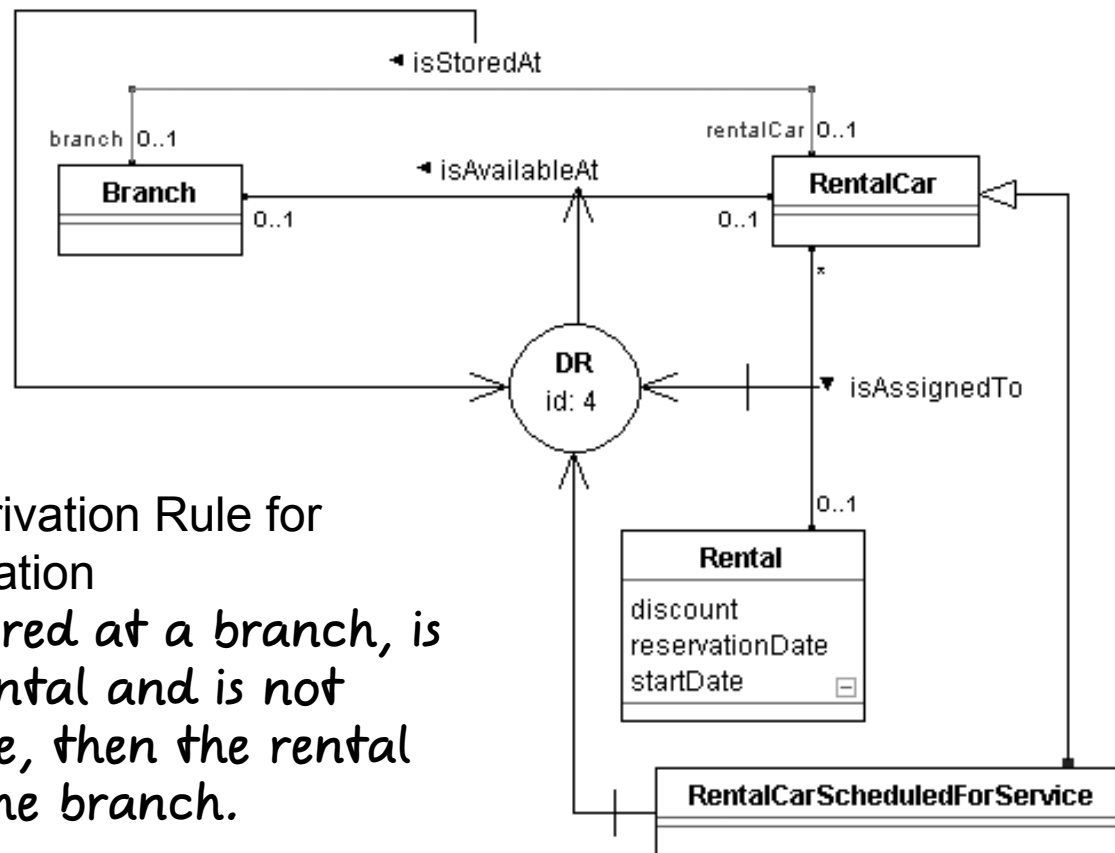 ◄ isStoredAt
branch 0..1
rentalCar 0..1
◄ isAvailableAt
Branch
RentalCar
0..1
0..1
*
DR
id: 4
▼ isAssignedTo
0..1
rivation Rule for
ation
red at a branch, is
ntal and is not
e, then the rental
ne branch.
Rental
discount
reservationDate
startDate
RentalCarScheduledForService